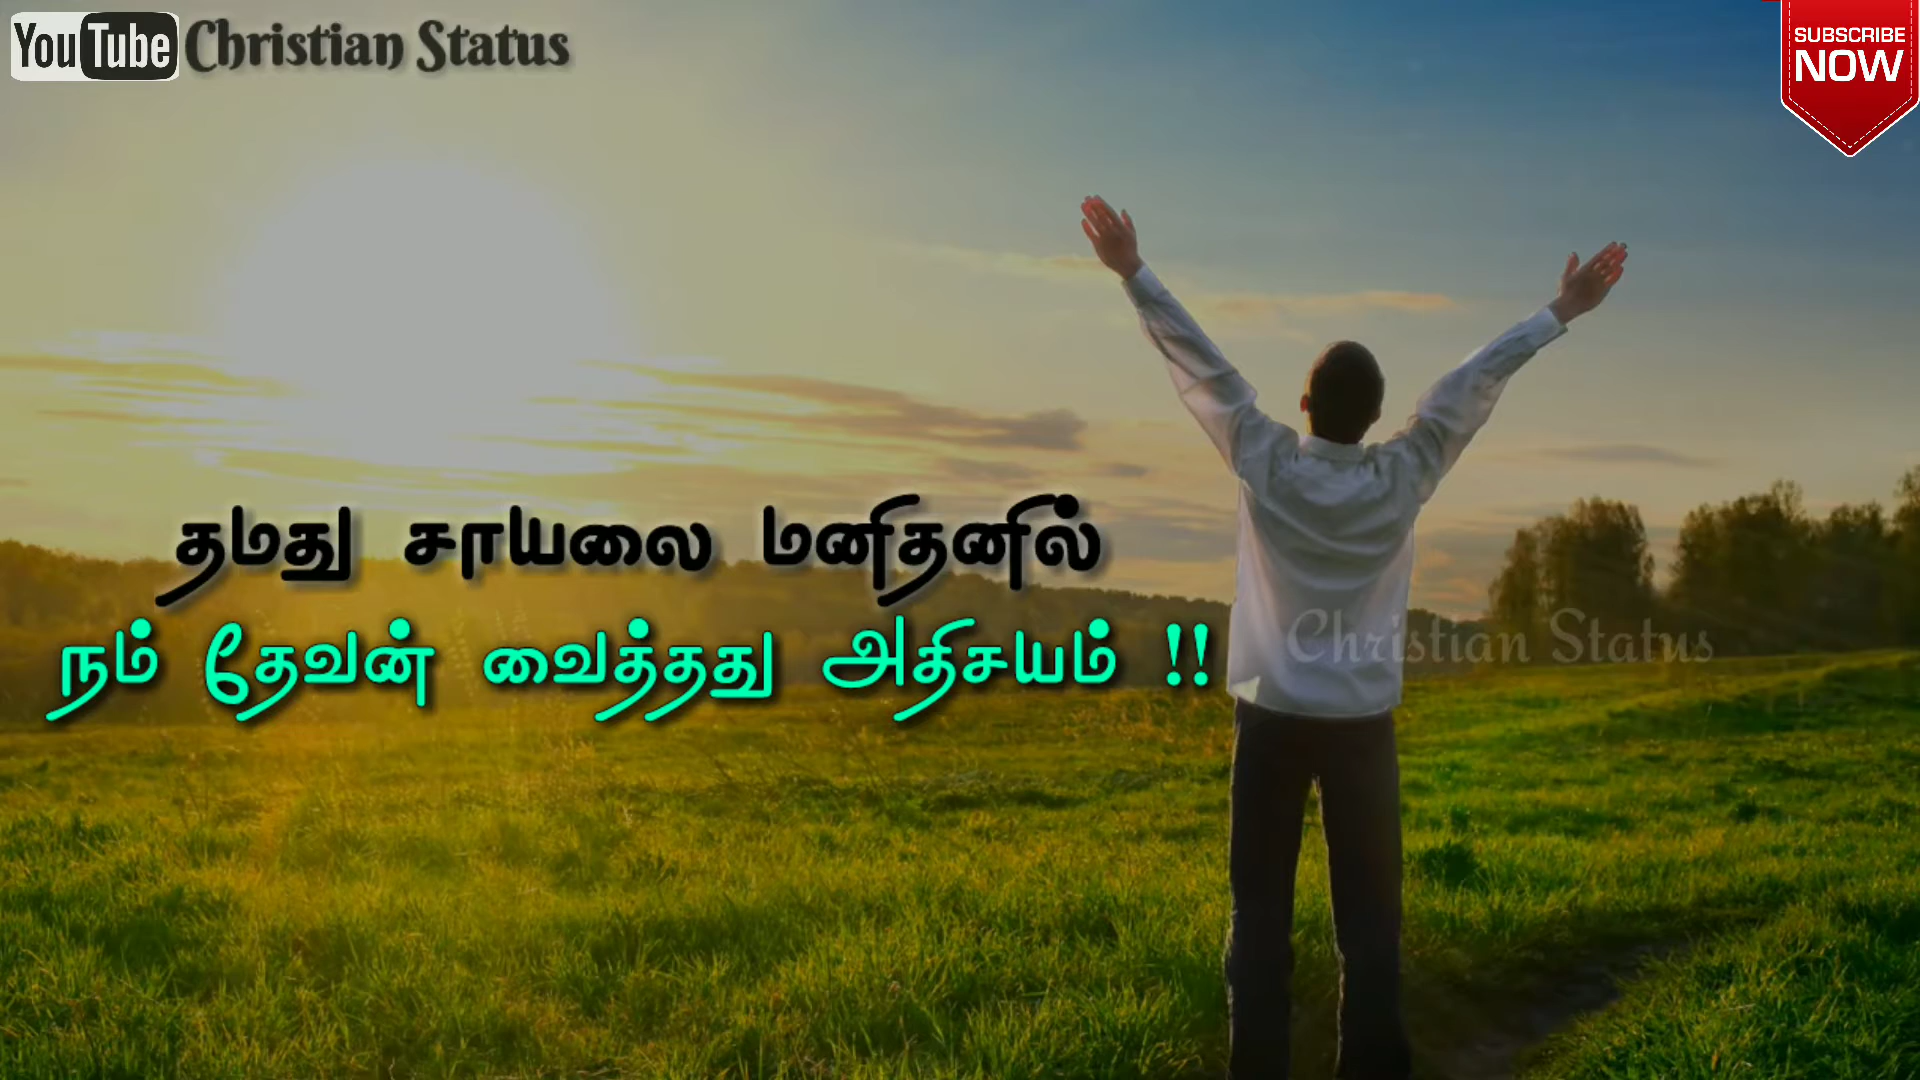 YouTube Christian Status
SUBSCRIBE
NOW
தமது சாயலை மனிதனில்
நம் தேவன் வைத்தது அதிசயம் !!
Christian Status